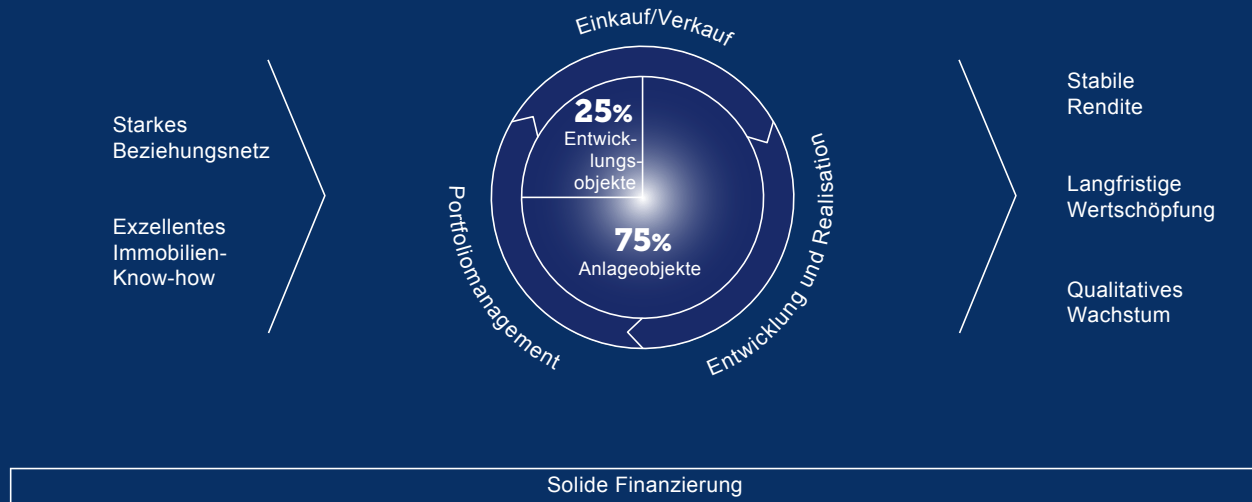 Starkes
Beziehungsnetz
Exzellentes
Immobilien-
Know-how
Einkauf/Verkauf
25%
Entwick-
lungs-
objekte
75%
Anlageobjekte
Portfoliomanagement
Entwicklung und Realisation
Stabile
Rendite
Langfristige
Wertschöpfung
Qualitatives
Wachstum
Solide Finanzierung